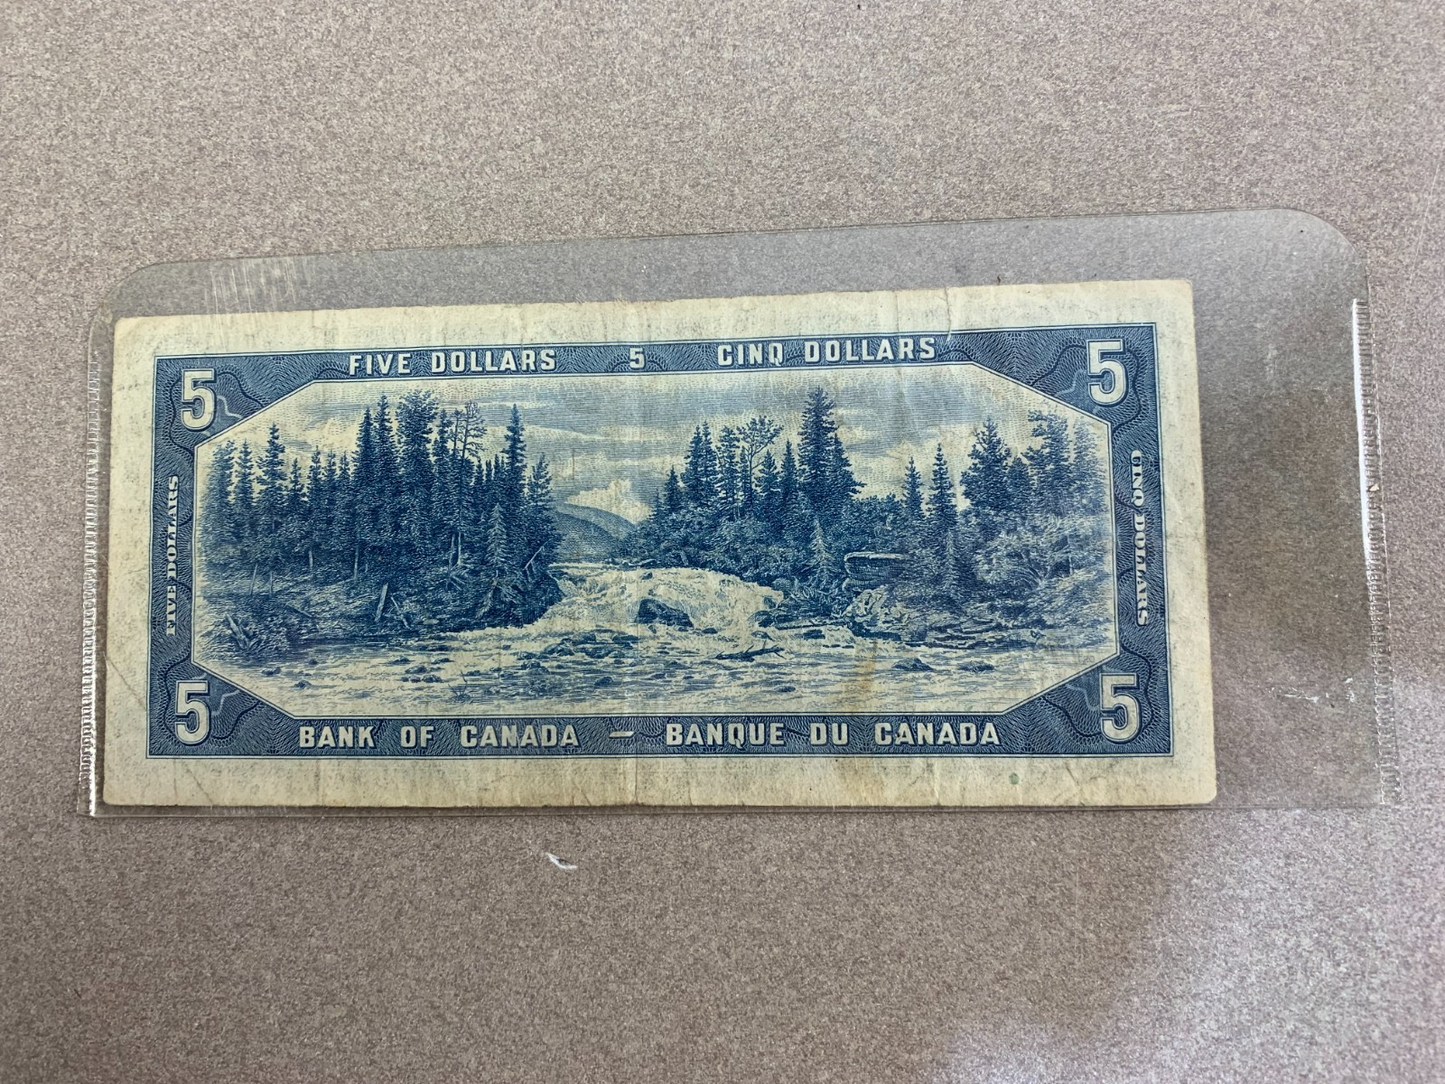 FIVE DOLLARS 5 CINQ DOLLARS
5 5
FIVE DOLLARS
CINQ DOLLARS
5 5
BANK OF CANADA – BANQUE DU CANADA